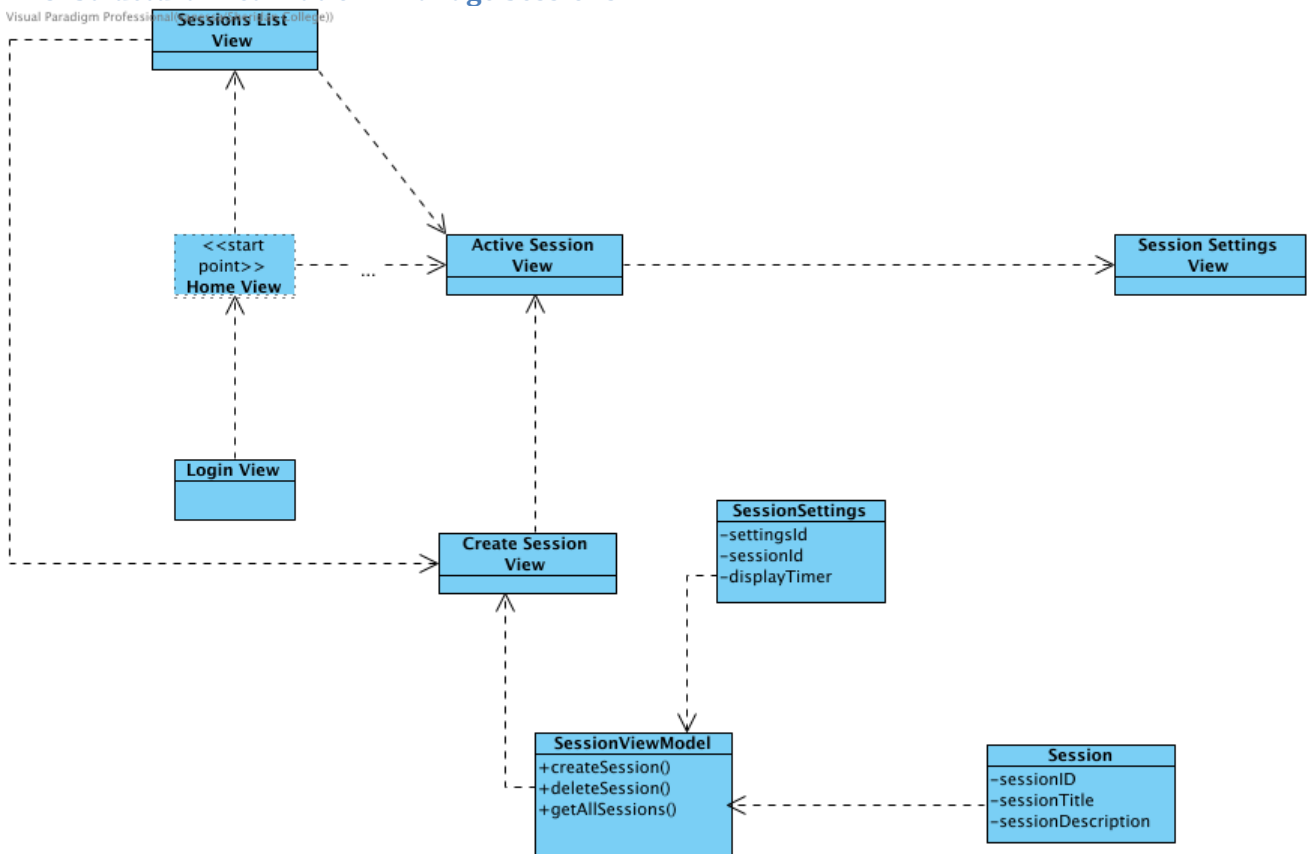 Visual Paradigm Professional
Sessions List
View
<<start
point>>
Home View
...
Active Session
View
Session Settings
View
Login View
Create Session
View
SessionSettings
-settingsId
-sessionId
-displayTimer
SessionViewModel
+createSession()
+deleteSession()
+getAllSessions()
Session
-sessionID
-sessionTitle
-sessionDescription